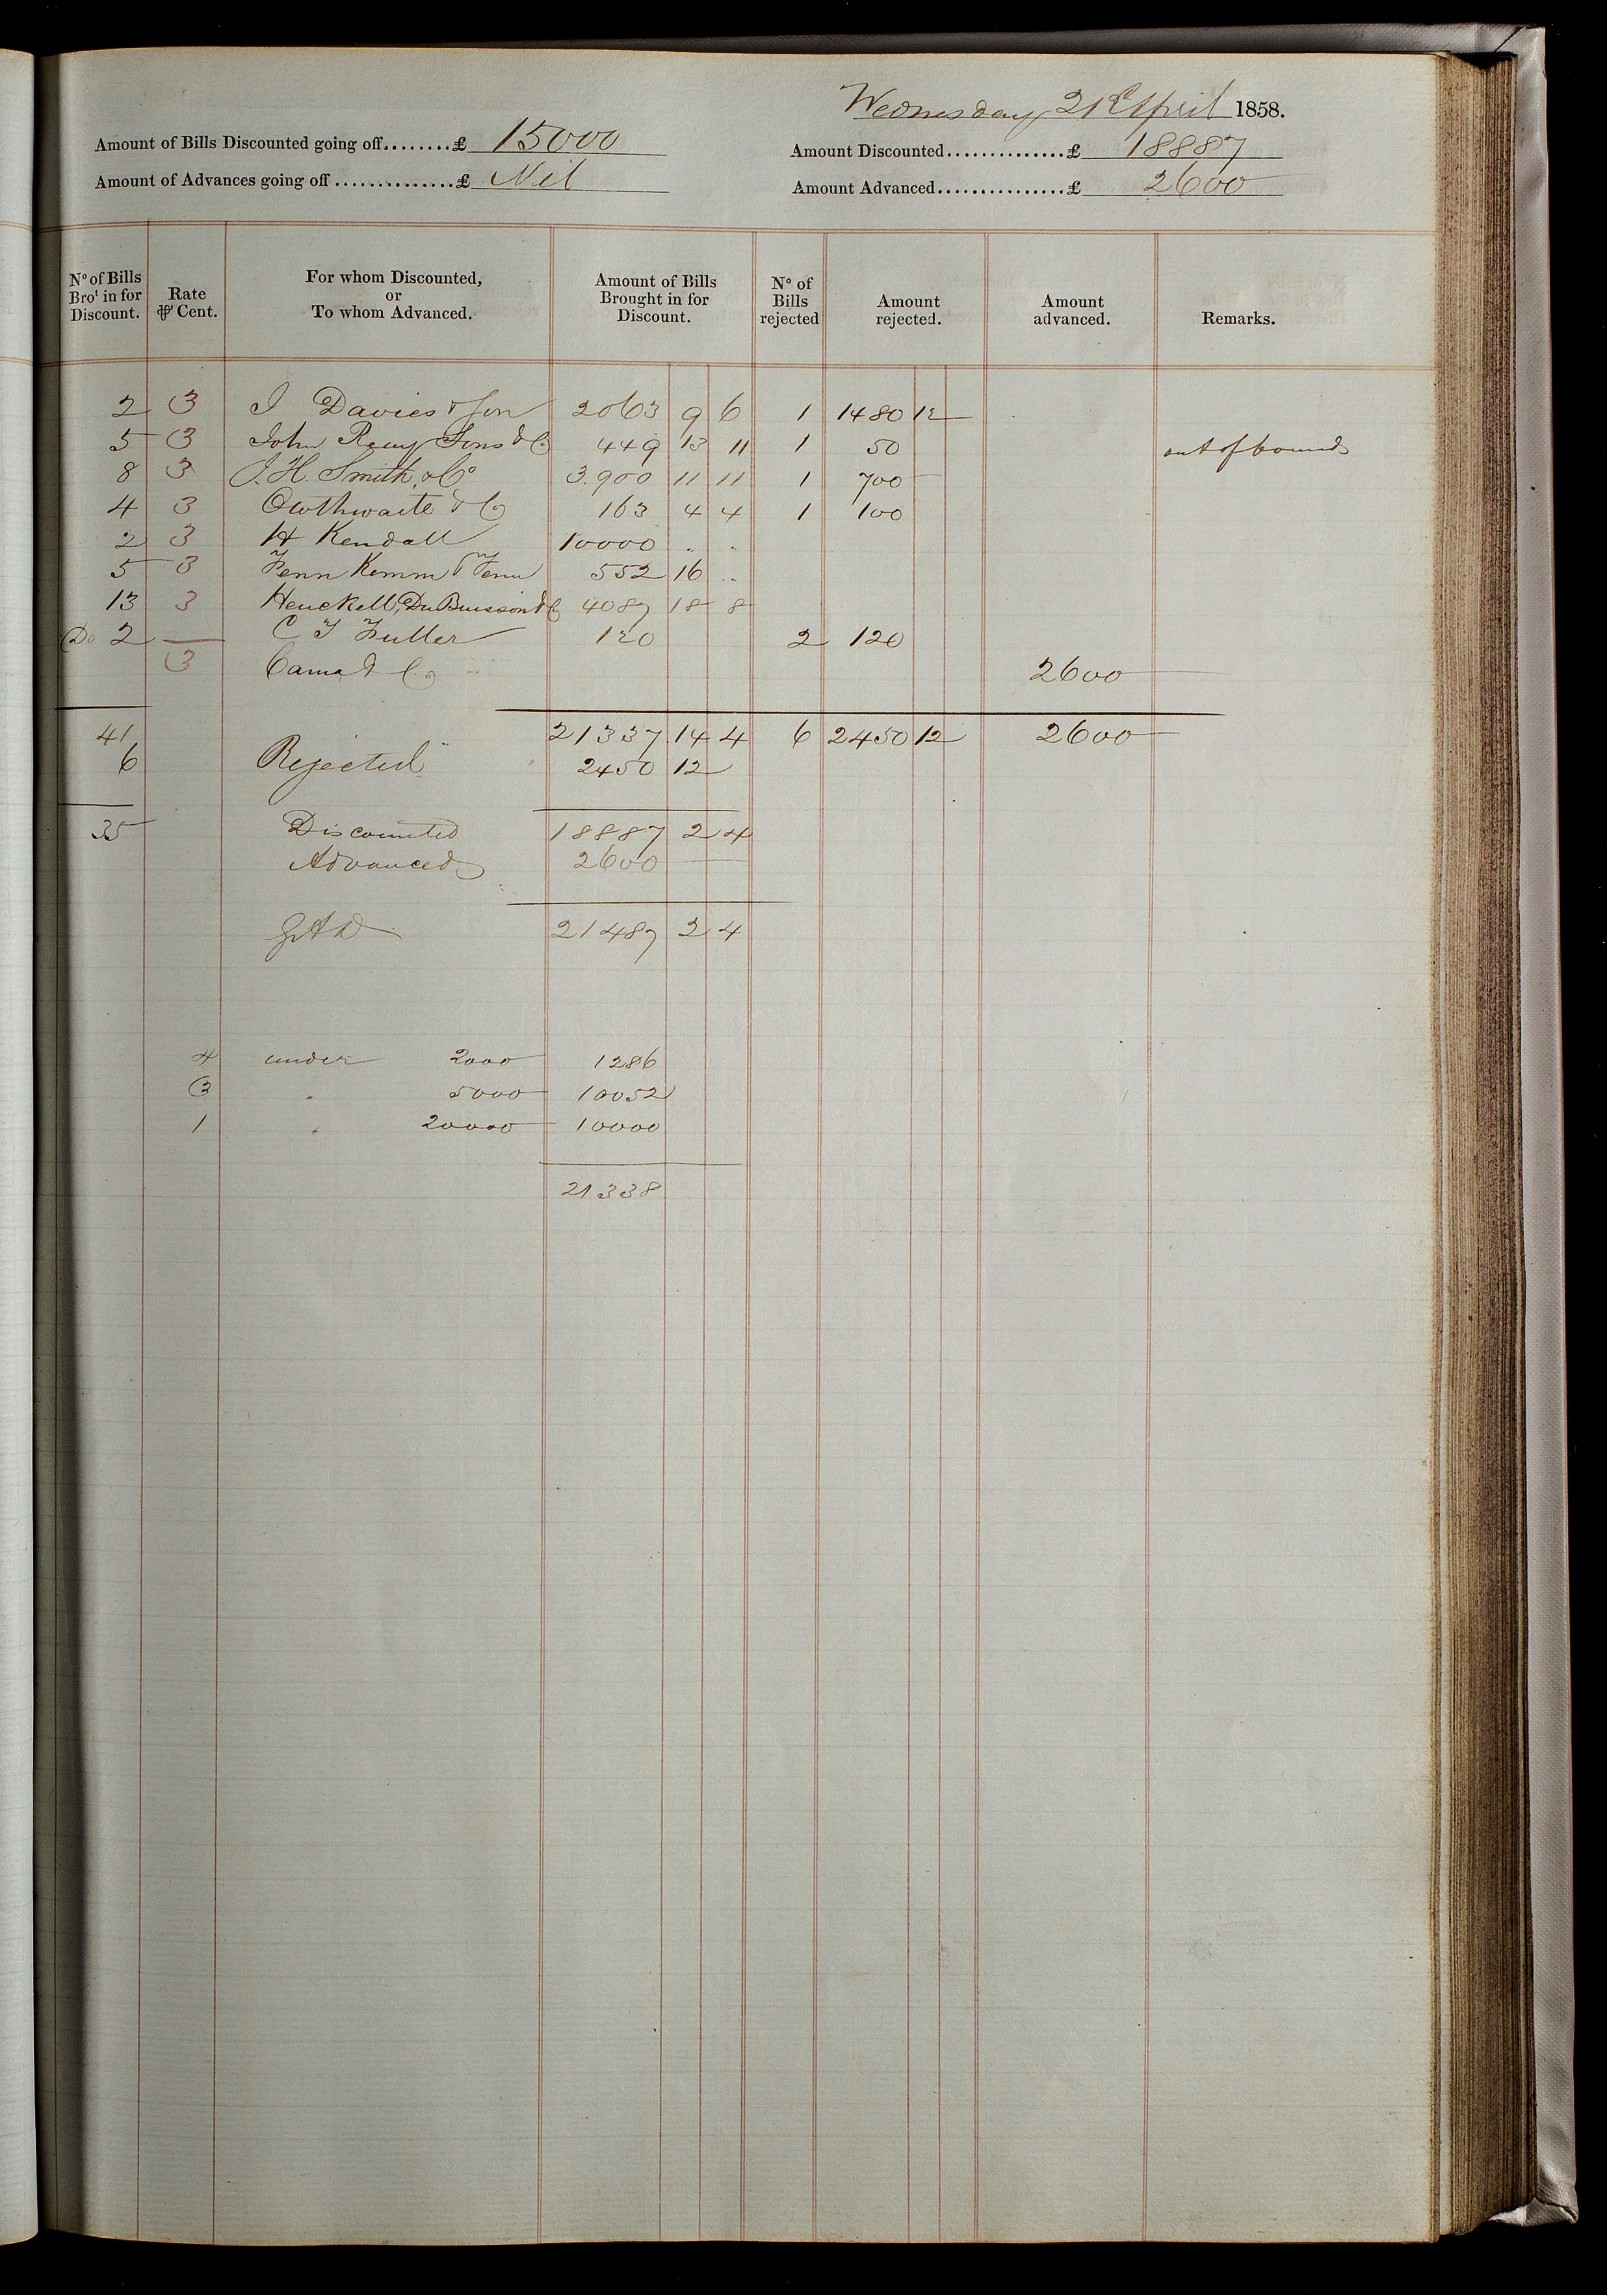 Wednesday 21st April 1858.
Amount of Bills Discounted going off........£ 15000
Amount Discounted..............£ 18887
Amount of Advances going off..............£ Nil
Amount Advanced...............£ 2600
No of Bills Brot in for Discount. | Rate ⅌ Cent. | For whom Discounted, or To whom Advanced. | Amount of Bills Brought in for Discount. | No of Bills rejected | Amount rejected. | Amount advanced. | Remarks.
2 3 I Davies & Son 2063 9 6 1 1480 12
5 3 John Sons & Co 449 13 11 1 50 out of bounds
8 3 J. H. Smith & Co 3.900 11 11 1 700
4 3 Outhwaite & Co 163 4 4 1 100
2 3 H Kendall 10000 . .
5 3 Fenn Kemm & Fenn 552 16 ..
13 3 Henckell, Du Buisson & Co 4087 18 8
Do 2 — C J Fuller 120 2 120
3 Cama & Co 2600
41 21337 14 4 6 2450 12 2600
6 Rejected 2450 12
35 Discounted 18887 2 4
Advanced 2600
21487 2 4
4 under 2000 1286
3 " 5000 10052
1 " 20000 10000
21338